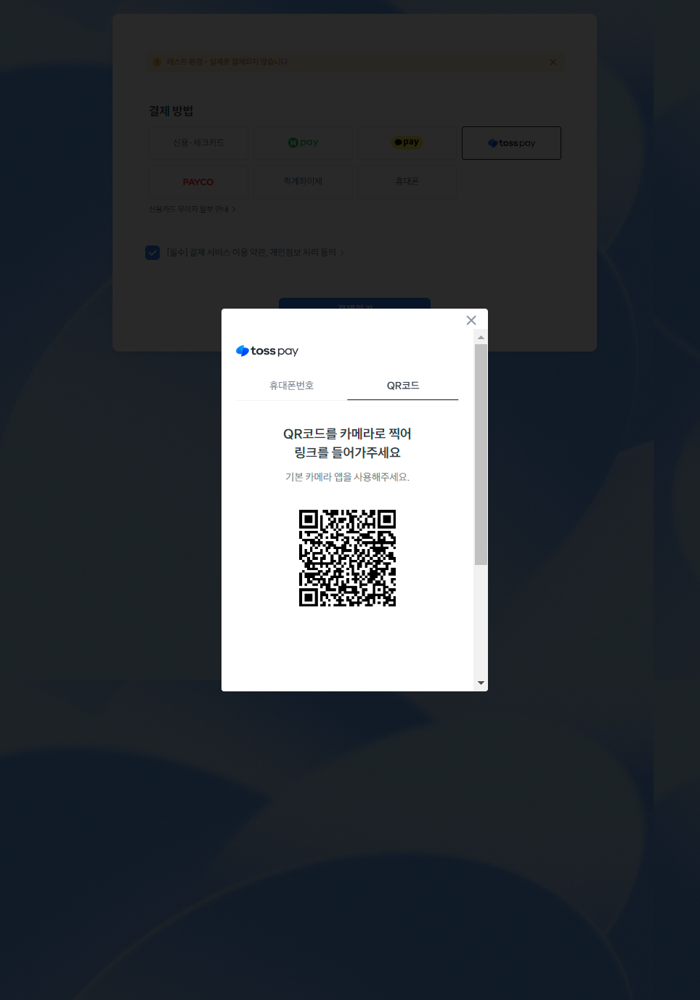 테스트 환경 - 실제로 결제되지 않습니다.
결제 방법
신용·체크카드
N pay
pay
toss pay
PAYCO
퀵계좌이체
휴대폰
신용카드 무이자 할부 안내 >
[필수] 결제 서비스 이용 약관, 개인정보 처리 동의 >
결제하기
toss pay
휴대폰번호
QR코드
QR코드를 카메라로 찍어
링크를 들어가주세요
기본 카메라 앱을 사용해주세요.